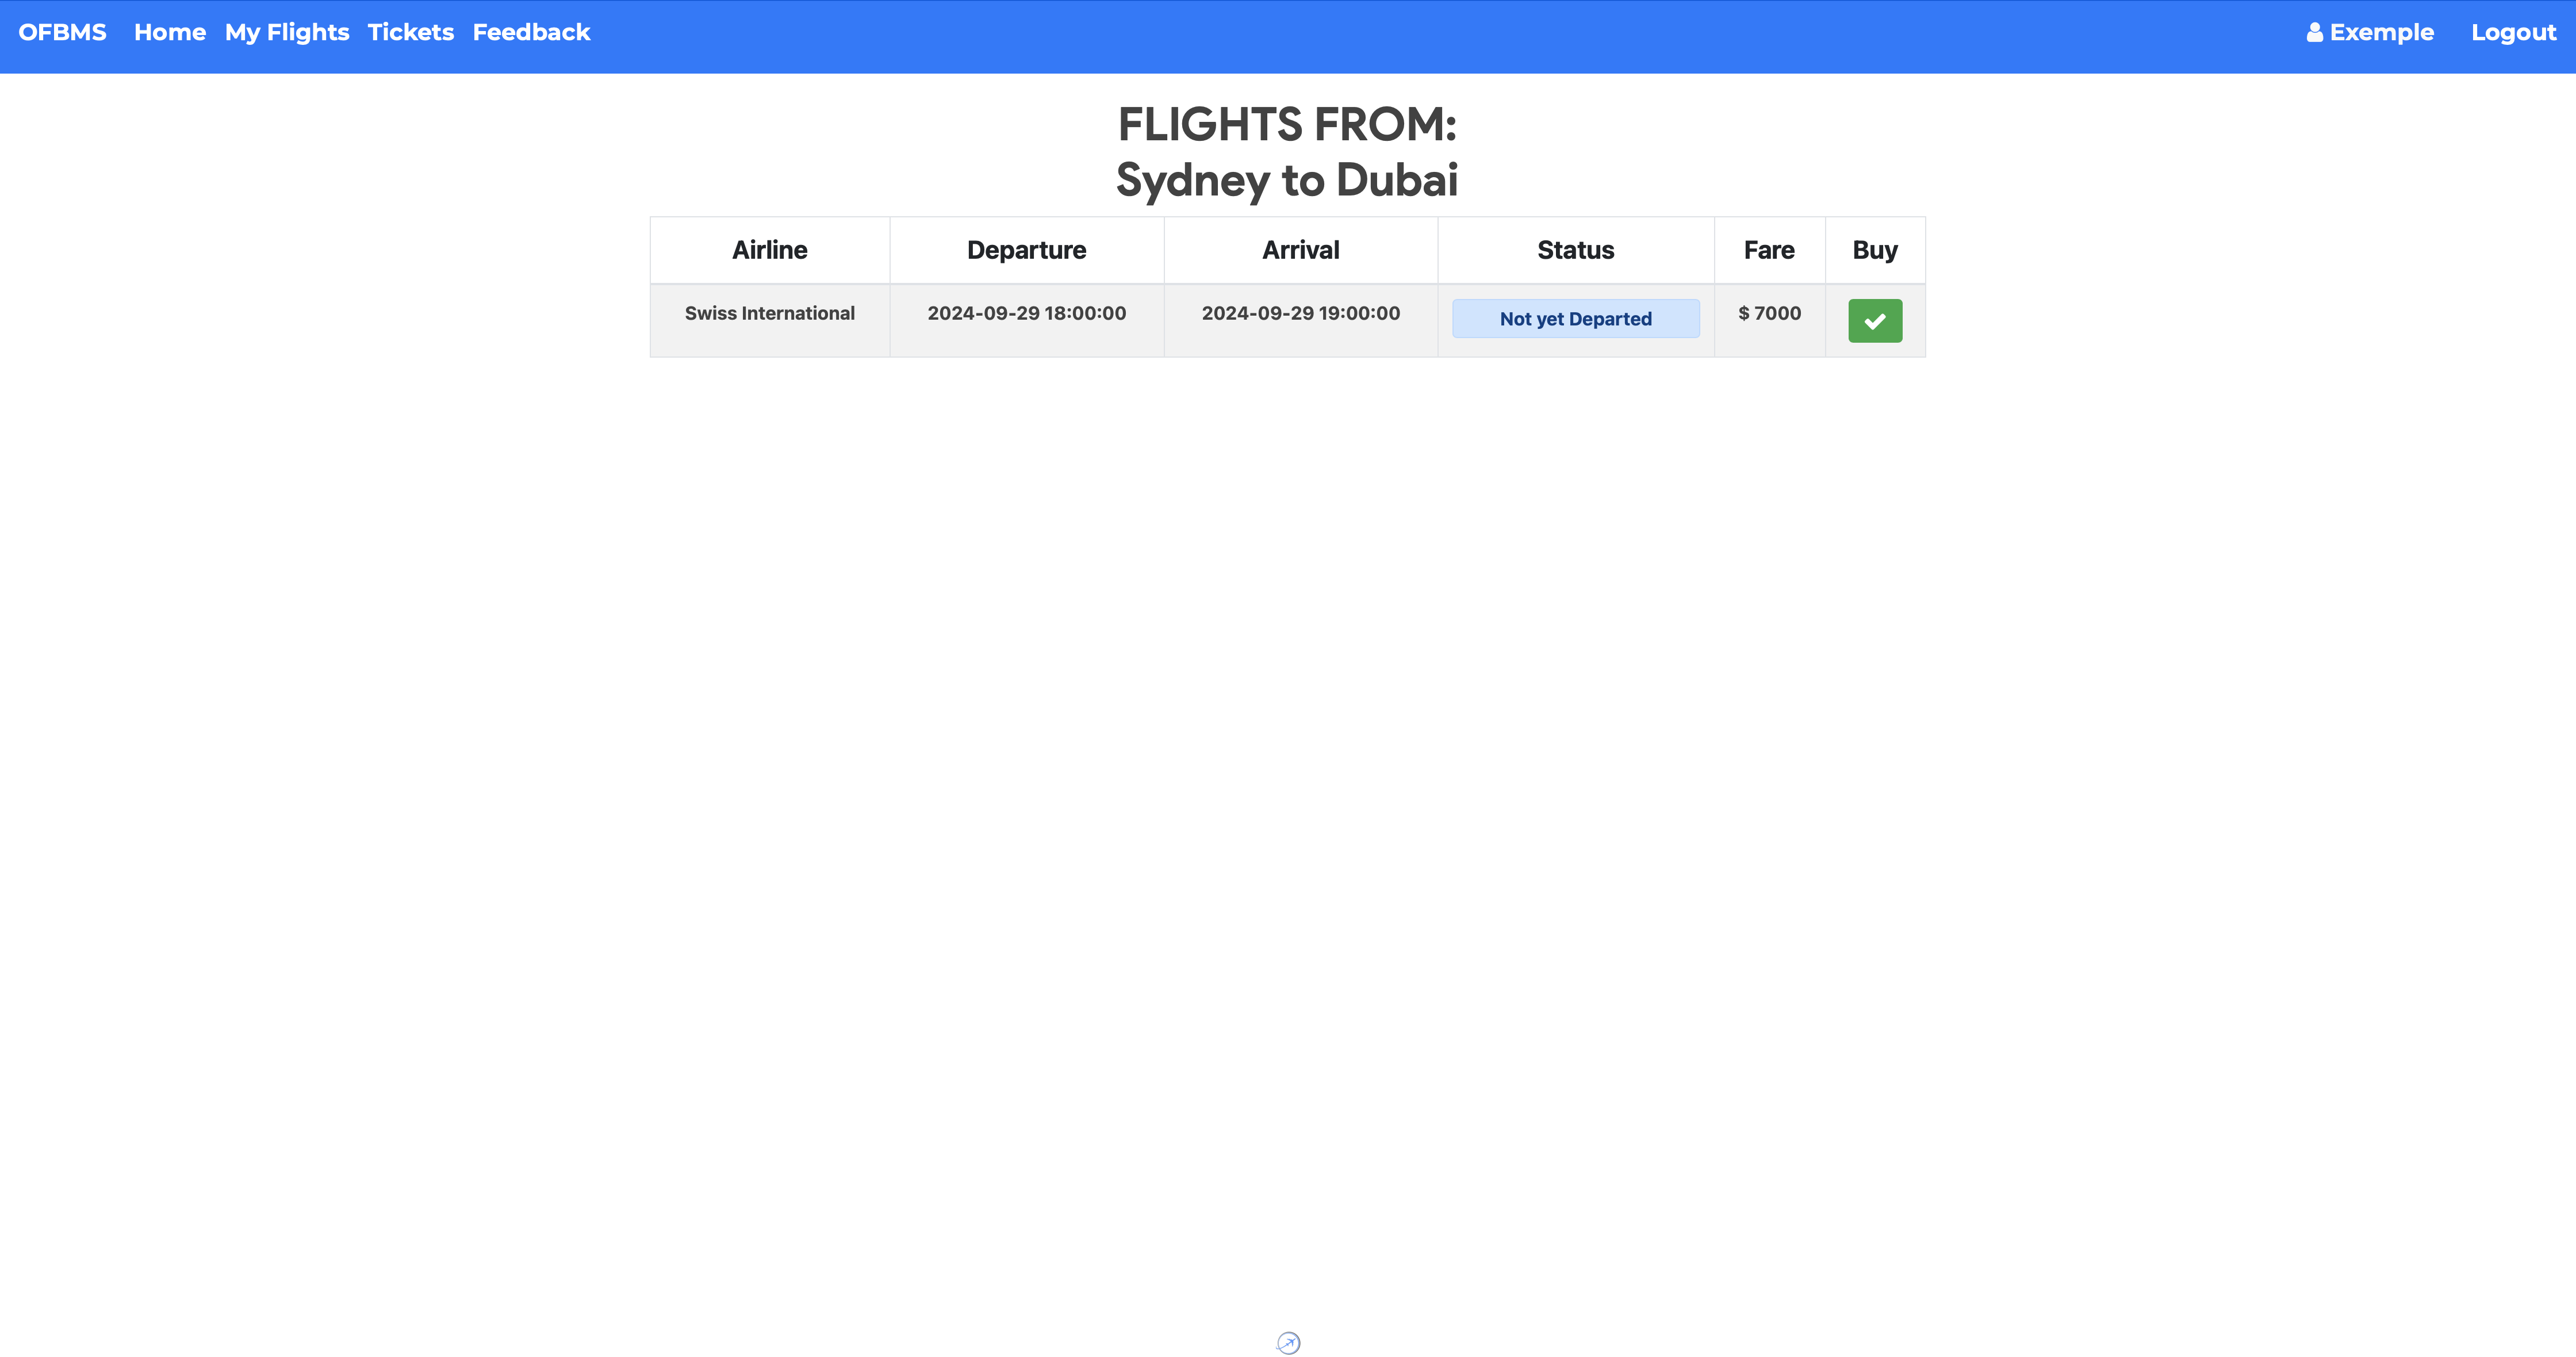 OFBMS Home My Flights Tickets Feedback Exemple Logout
FLIGHTS FROM:
Sydney to Dubai
Airline Departure Arrival Status Fare Buy
Swiss International 2024-09-29 18:00:00 2024-09-29 19:00:00 Not yet Departed $ 7000